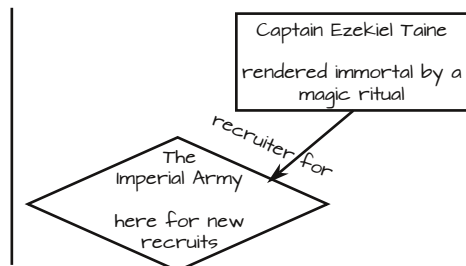 Captain Ezekiel Taine
rendered immortal by a
magic ritual
recruiter for
The
Imperial Army
here for new
recruits